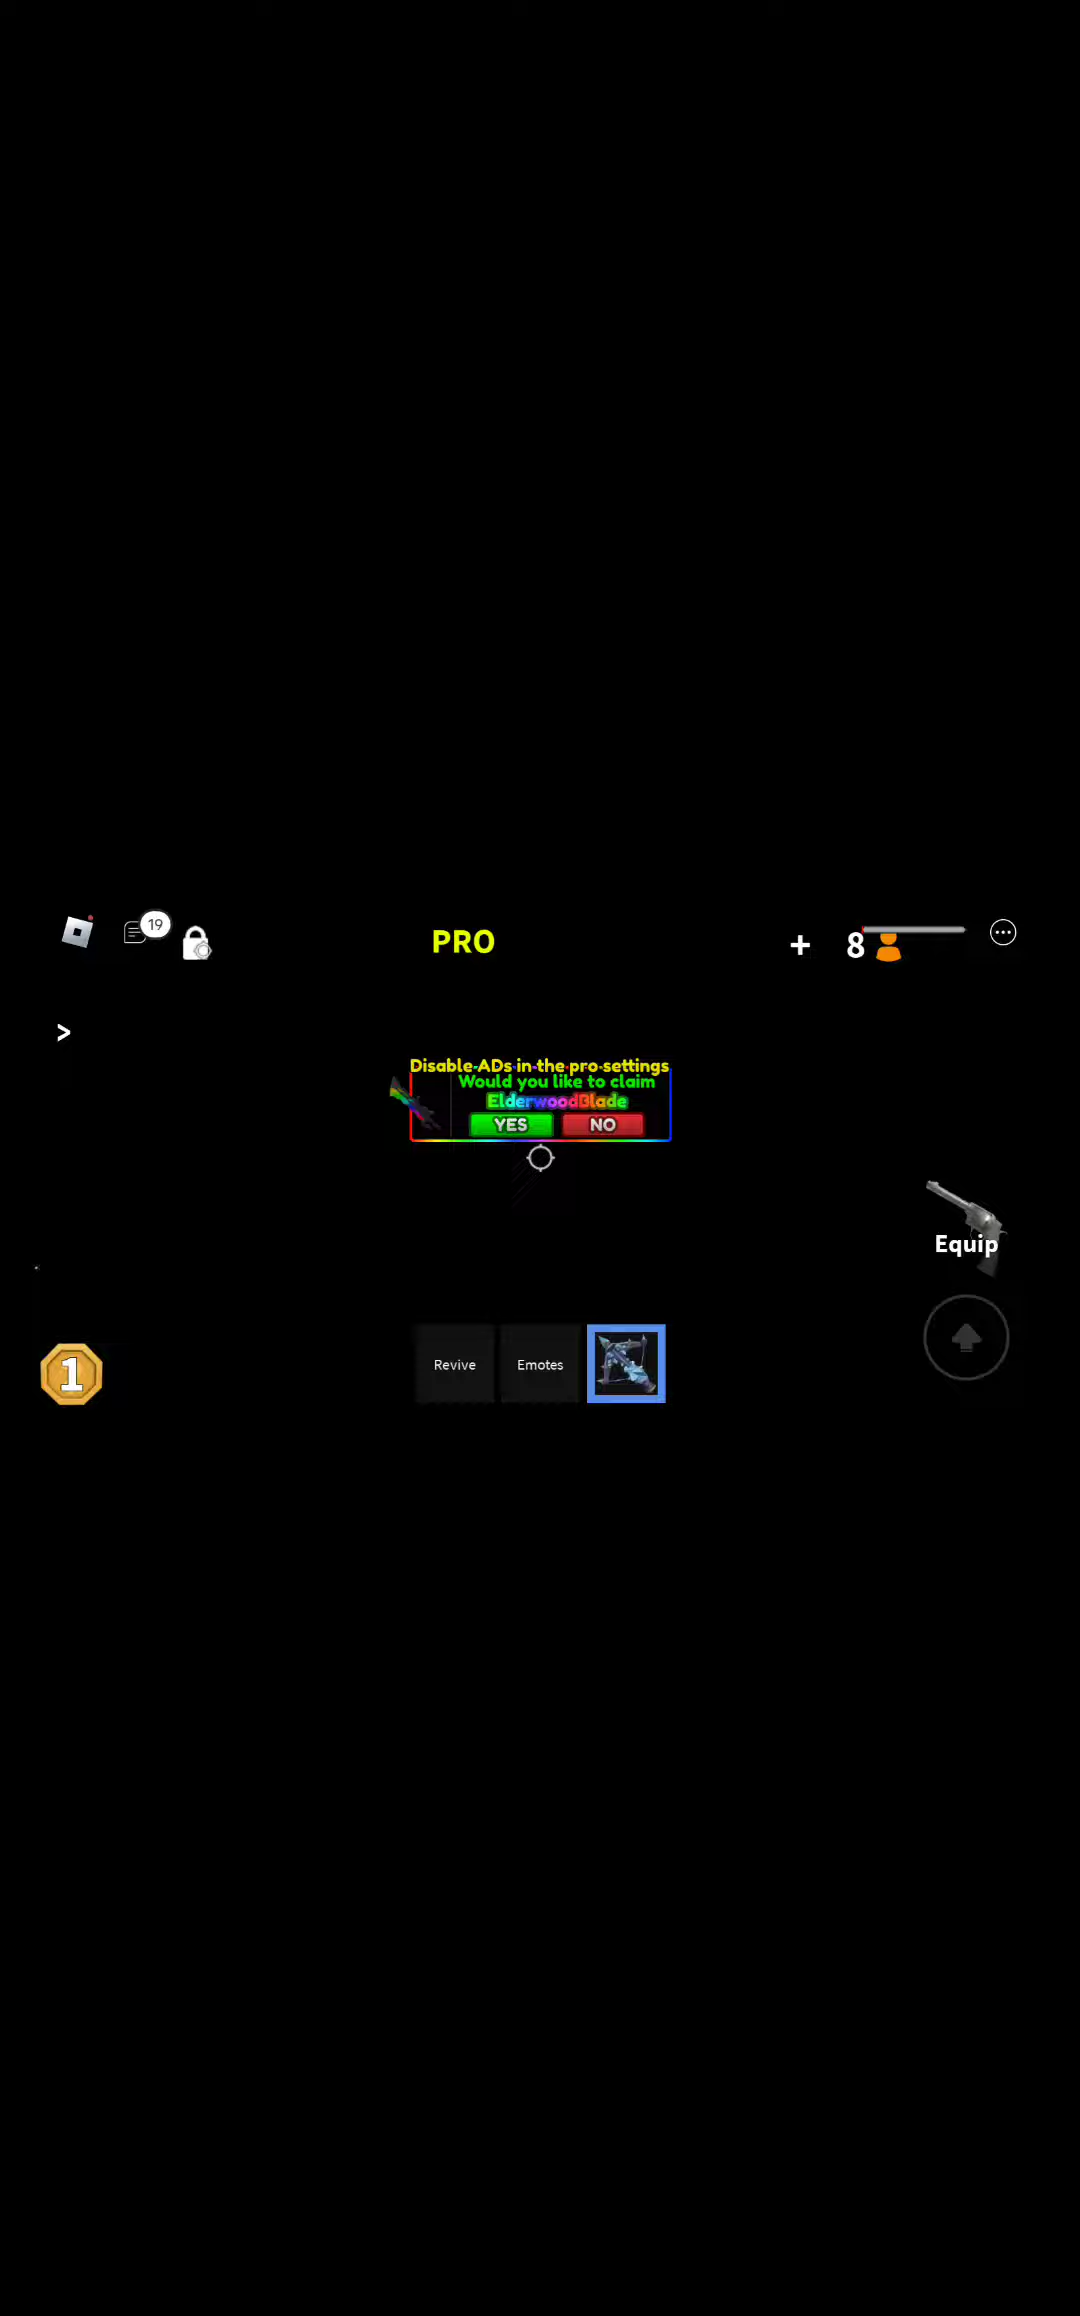 19
PRO
+ 8
>
Disable ADs in the pro settings
Would you like to claim
ElderwoodBlade
YES NO
Equip
Revive Emotes
1